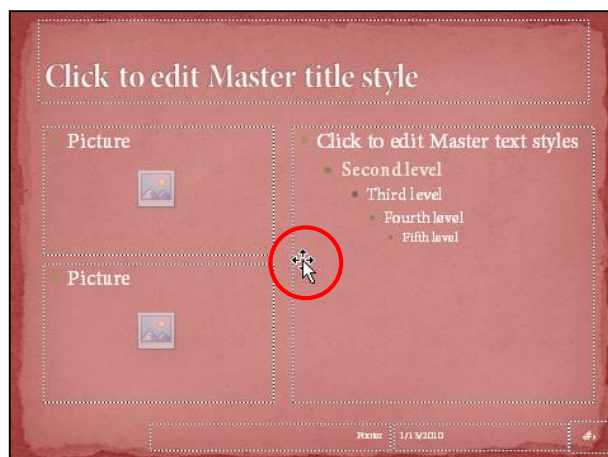 Click to edit Master title style
Picture
Picture
Click to edit Master text styles
Second level
Third level
Fourth level
Fifth level
Footer
1/13/2010